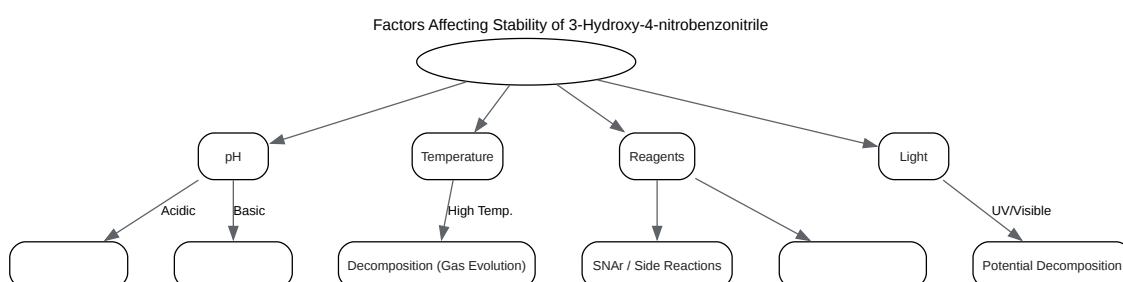 Factors Affecting Stability of 3-Hydroxy-4-nitrobenzonitrile
pH
Temperature
Reagents
Light
Acidic
Basic
High Temp.
UV/Visible
Decomposition (Gas Evolution)
SNAr / Side Reactions
Potential Decomposition